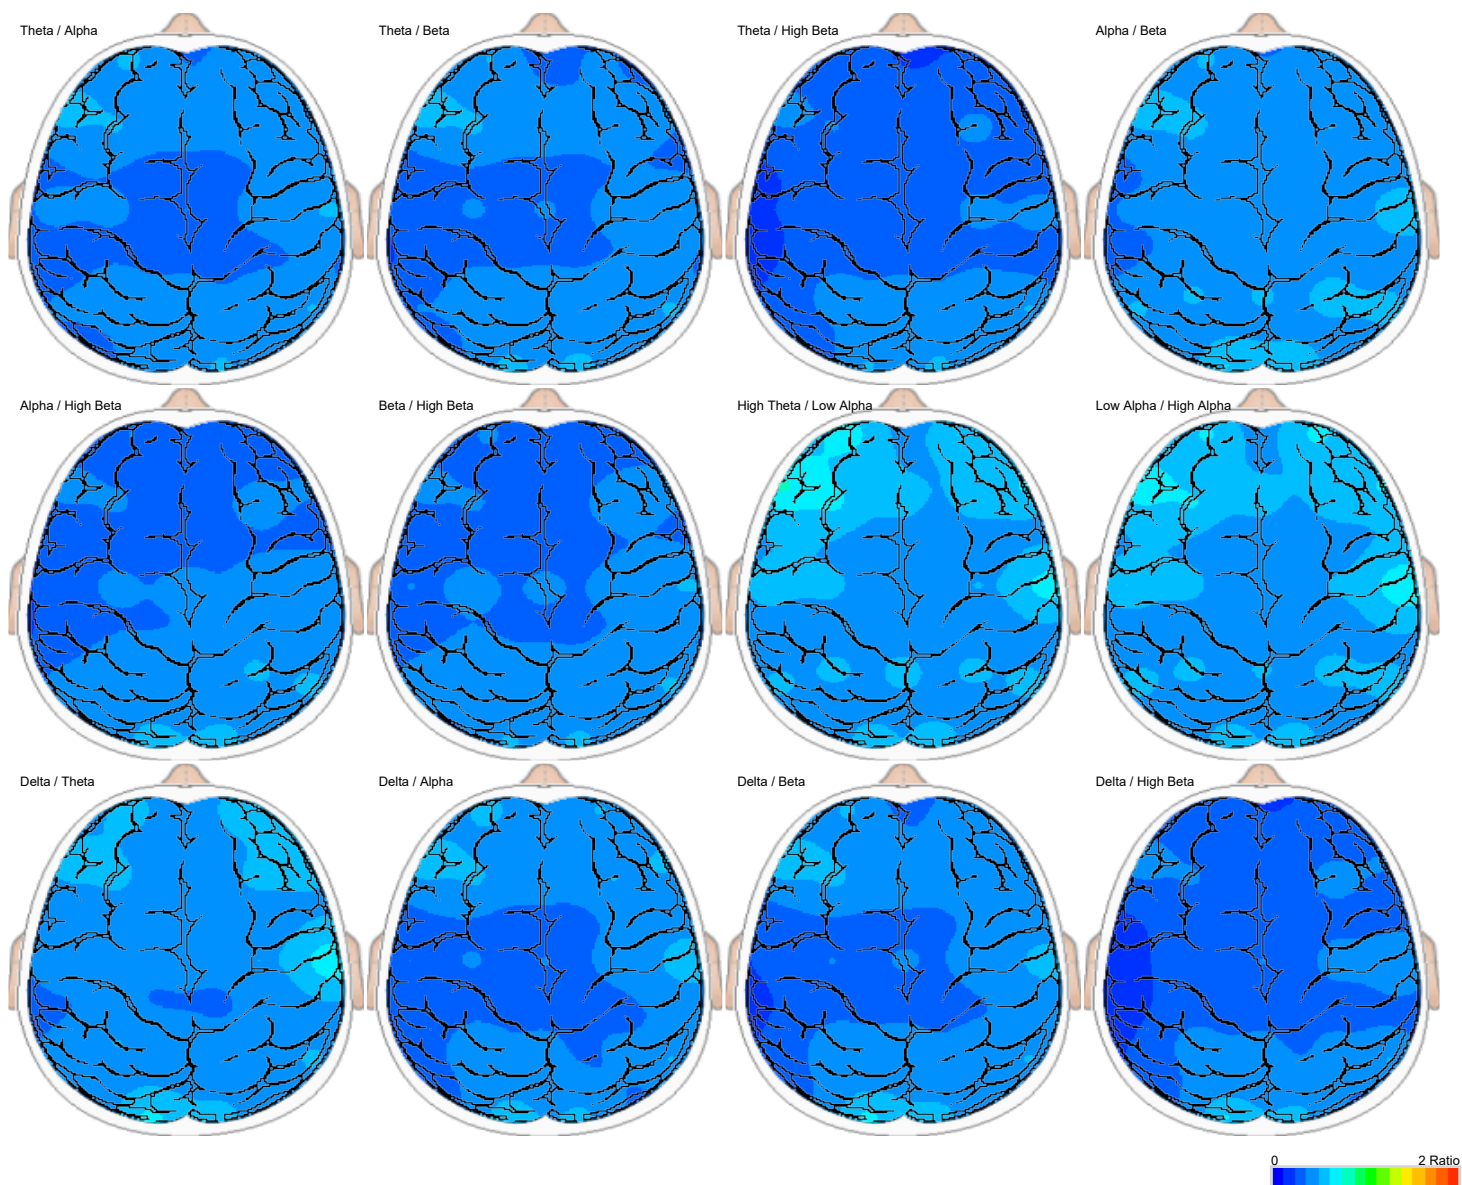 Theta / Alpha
Theta / Beta
Theta / High Beta
Alpha / Beta
Alpha / High Beta
Beta / High Beta
High Theta / Low Alpha
Low Alpha / High Alpha
Delta / Theta
Delta / Alpha
Delta / Beta
Delta / High Beta
0 2 Ratio